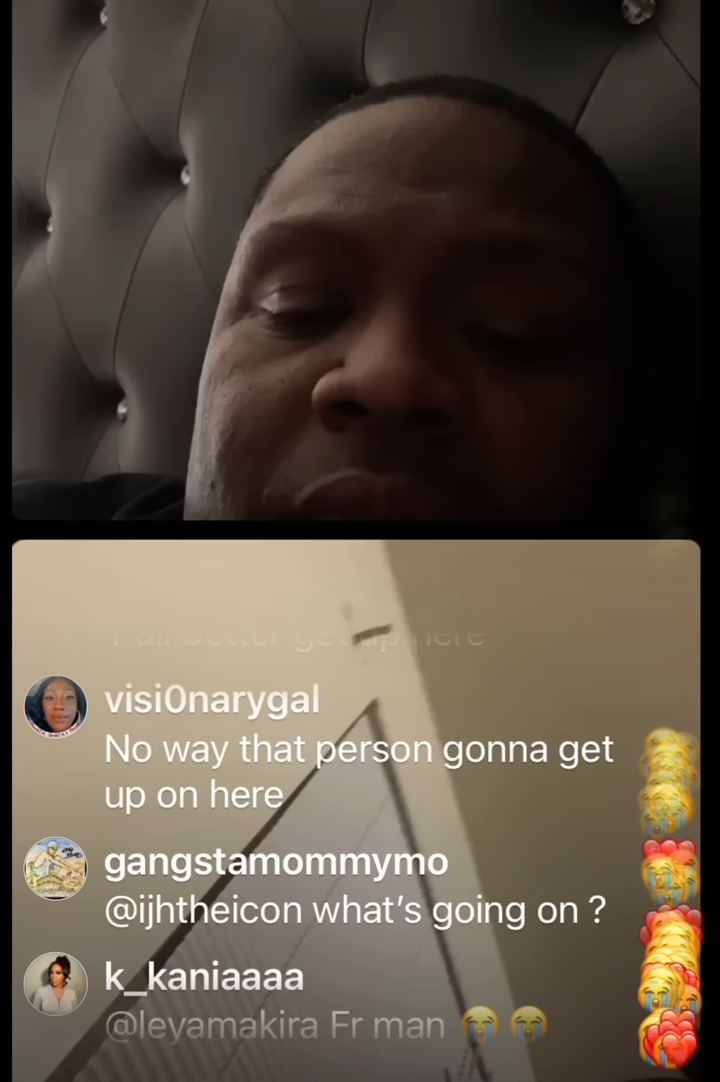 visi0narygal
No way that person gonna get
up on here
gangstamommymo
@ijhtheicon what's going on ?
k_kaniaaaa
@leyamakira Fr man 😭 😭